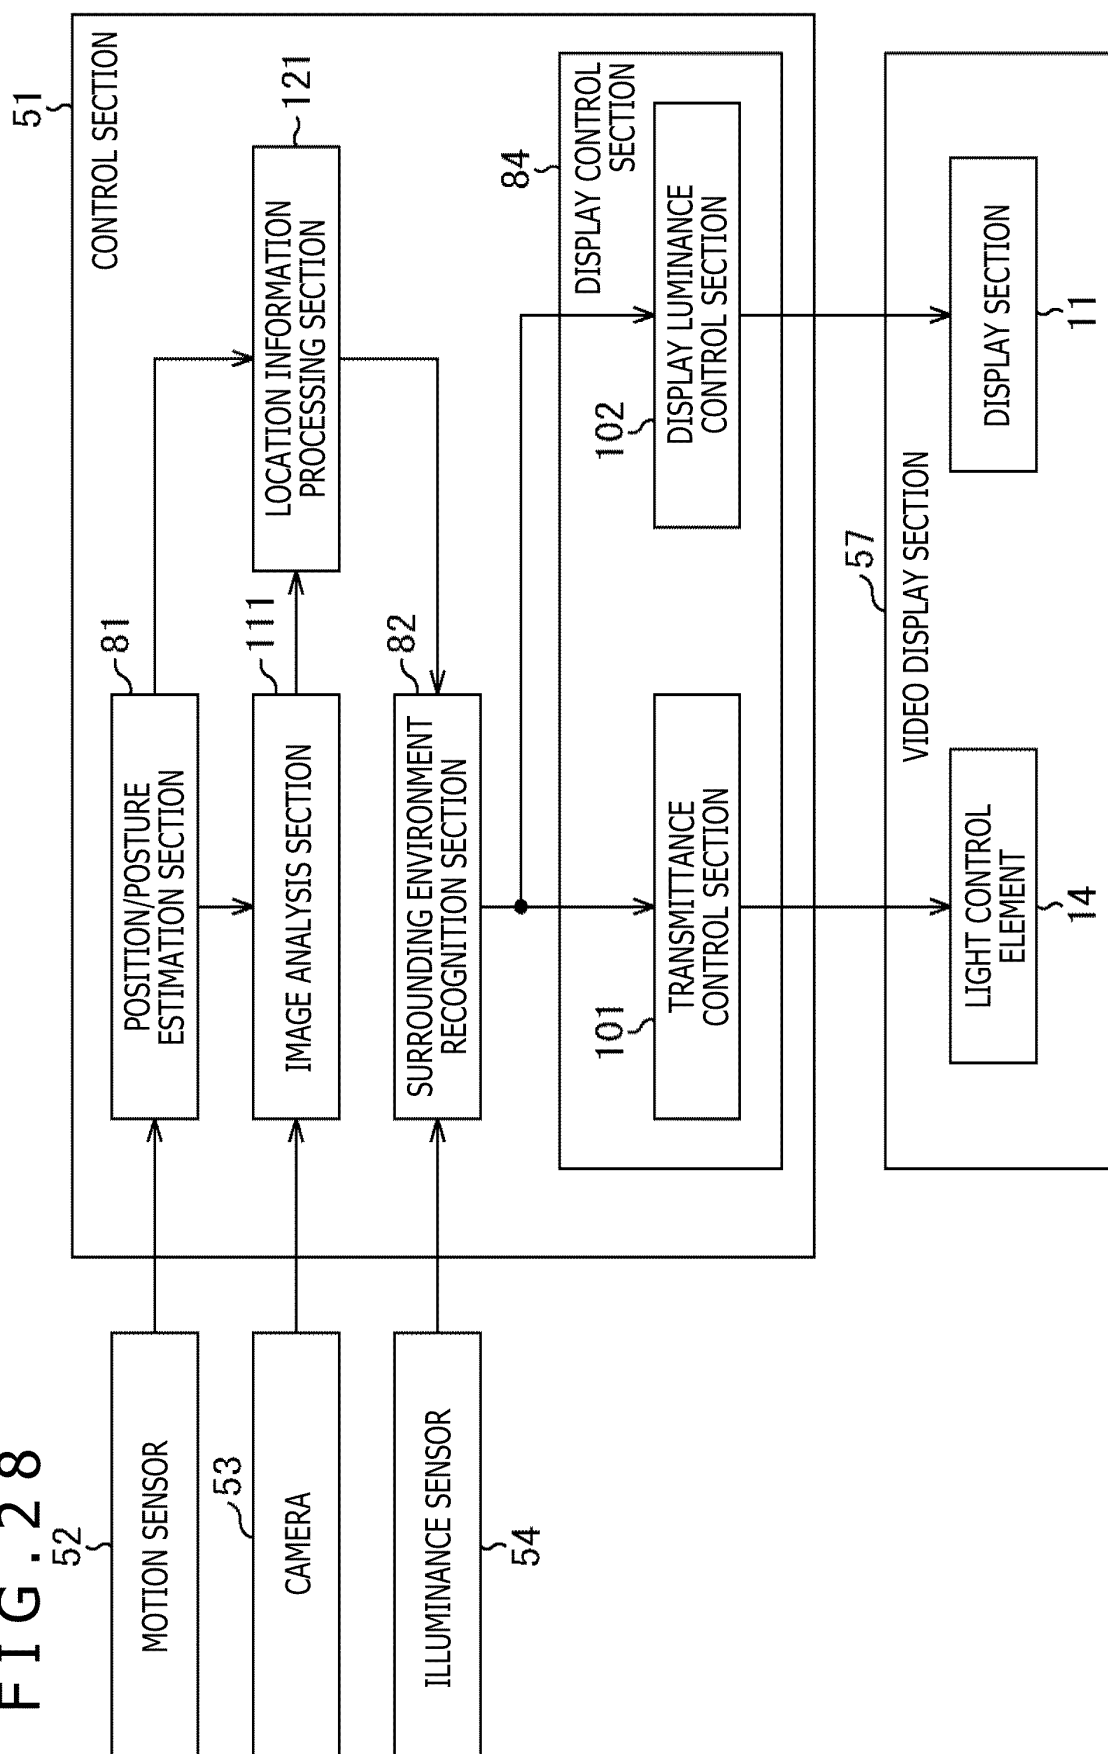 FIG.28
51
CONTROL SECTION
52
MOTION SENSOR
81
POSITION/POSTURE
ESTIMATION SECTION
53
CAMERA
111
IMAGE ANALYSIS SECTION
121
LOCATION INFORMATION
PROCESSING SECTION
54
ILLUMINANCE SENSOR
82
SURROUNDING ENVIRONMENT
RECOGNITION SECTION
84
DISPLAY CONTROL
SECTION
101
TRANSMITTANCE
CONTROL SECTION
102
DISPLAY LUMINANCE
CONTROL SECTION
57
VIDEO DISPLAY SECTION
LIGHT CONTROL
ELEMENT
14
DISPLAY SECTION
11